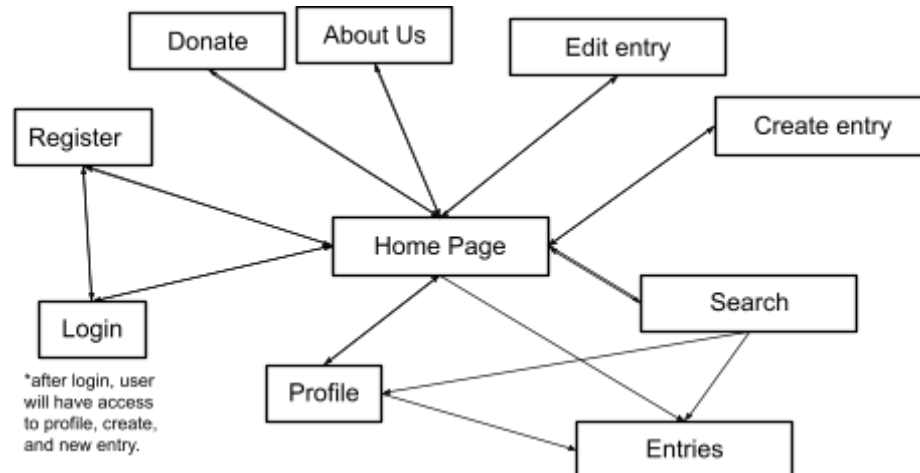 Donate
About Us
Edit entry
Register
Create entry
Home Page
Login
Search
*after login, user
will have access
to profile, create,
and new entry.
Profile
Entries